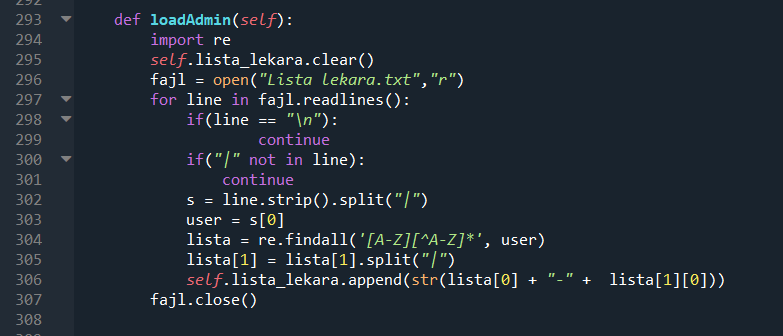 293 def loadAdmin(self):
294 import re
295 self.lista_lekara.clear()
296 fajl = open("Lista lekara.txt","r")
297 for line in fajl.readlines():
298 if(line == "\n"):
299 continue
300 if("|" not in line):
301 continue
302 s = line.strip().split("|")
303 user = s[0]
304 lista = re.findall('[A-Z][^A-Z]*', user)
305 lista[1] = lista[1].split("|")
306 self.lista_lekara.append(str(lista[0] + "-" +  lista[1][0]))
307 fajl.close()
308